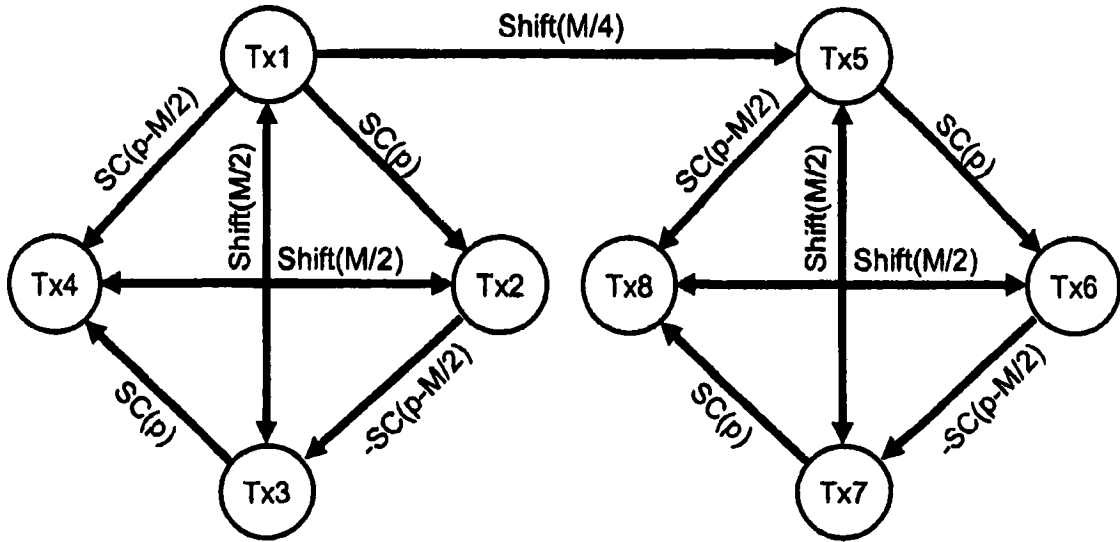 Tx1
Shift(M/4)
Tx5
SC(p-M/2)
SC(p)
SC(p-M/2)
SC(p)
Shift(M/2)
Shift(M/2)
Tx4
Shift(M/2)
Tx2
Tx8
Shift(M/2)
Tx6
SC(p)
-SC(p-M/2)
SC(p)
-SC(p-M/2)
Tx3
Tx7